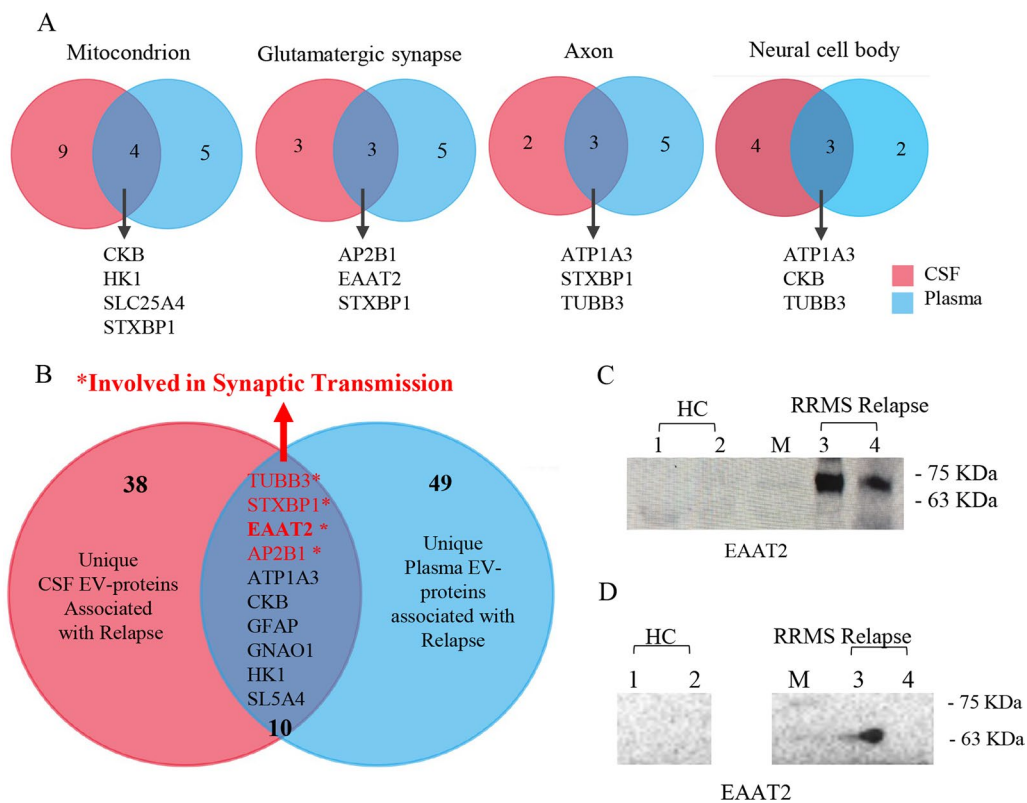 A
Mitocondrion
Glutamatergic synapse
Axon
Neural cell body
9 4 5
3 3 5
2 3 5
4 3 2
CKB
HK1
SLC25A4
STXBP1
AP2B1
EAAT2
STXBP1
ATP1A3
STXBP1
TUBB3
ATP1A3
CKB
TUBB3
CSF
Plasma
B
*Involved in Synaptic Transmission
38
Unique
CSF EV-proteins
Associated
with Relapse
TUBB3*
STXBP1*
EAAT2 *
AP2B1 *
ATP1A3
CKB
GFAP
GNAO1
HK1
SL5A4
10
49
Unique
Plasma EV-
proteins
associated with
Relapse
C
HC
RRMS Relapse
1 2 M 3 4
- 75 KDa
- 63 KDa
EAAT2
D
HC
RRMS Relapse
1 2 M 3 4
- 75 KDa
- 63 KDa
EAAT2